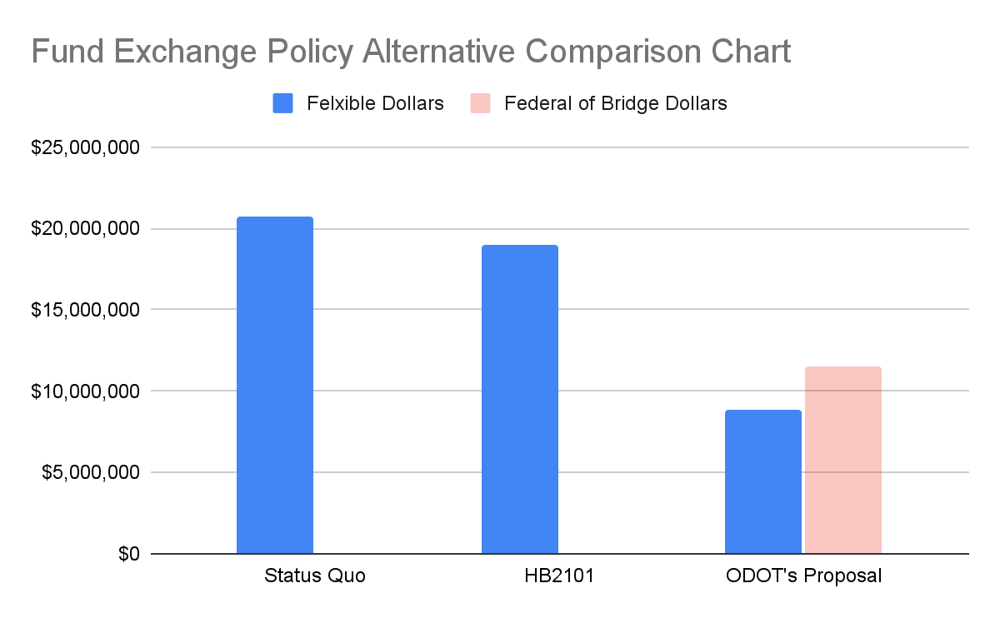 Fund Exchange Policy Alternative Comparison Chart
Felxible Dollars Federal of Bridge Dollars
$25,000,000
$20,000,000
$15,000,000
$10,000,000
$5,000,000
$0
Status Quo HB2101 ODOT's Proposal